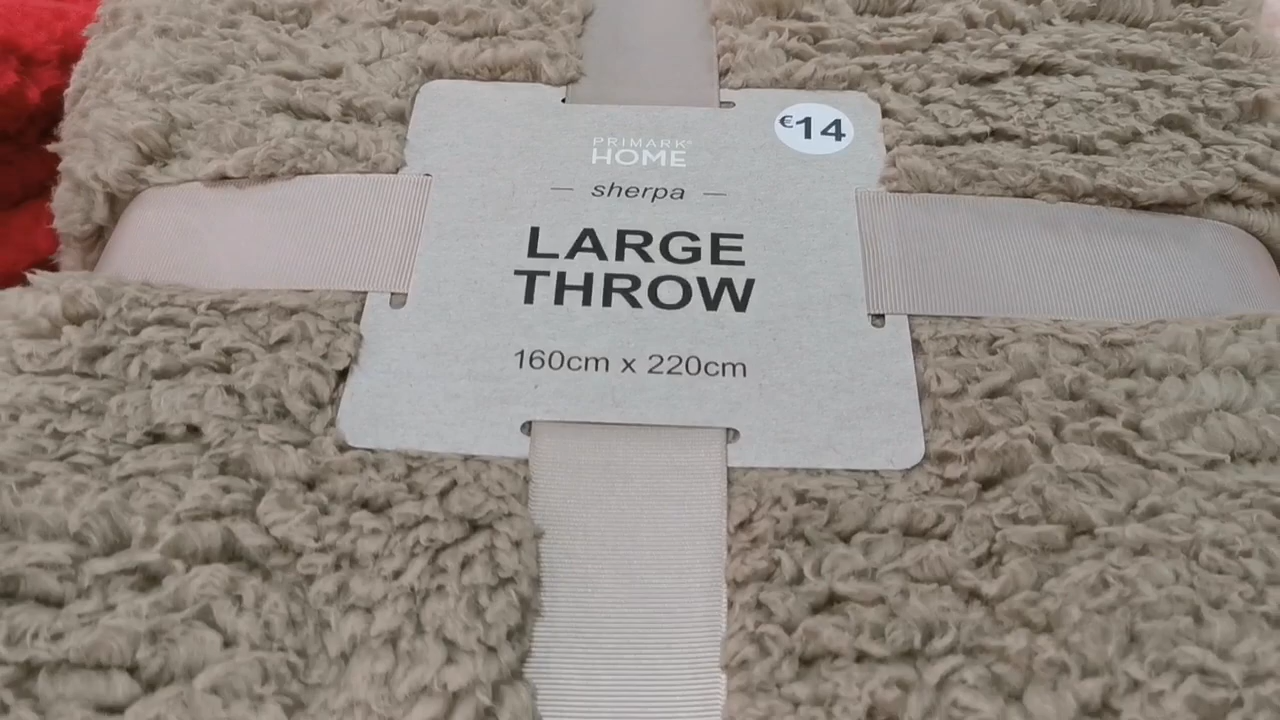 €14
PRIMARK®
HOME
— sherpa —
LARGE
THROW
160cm x 220cm